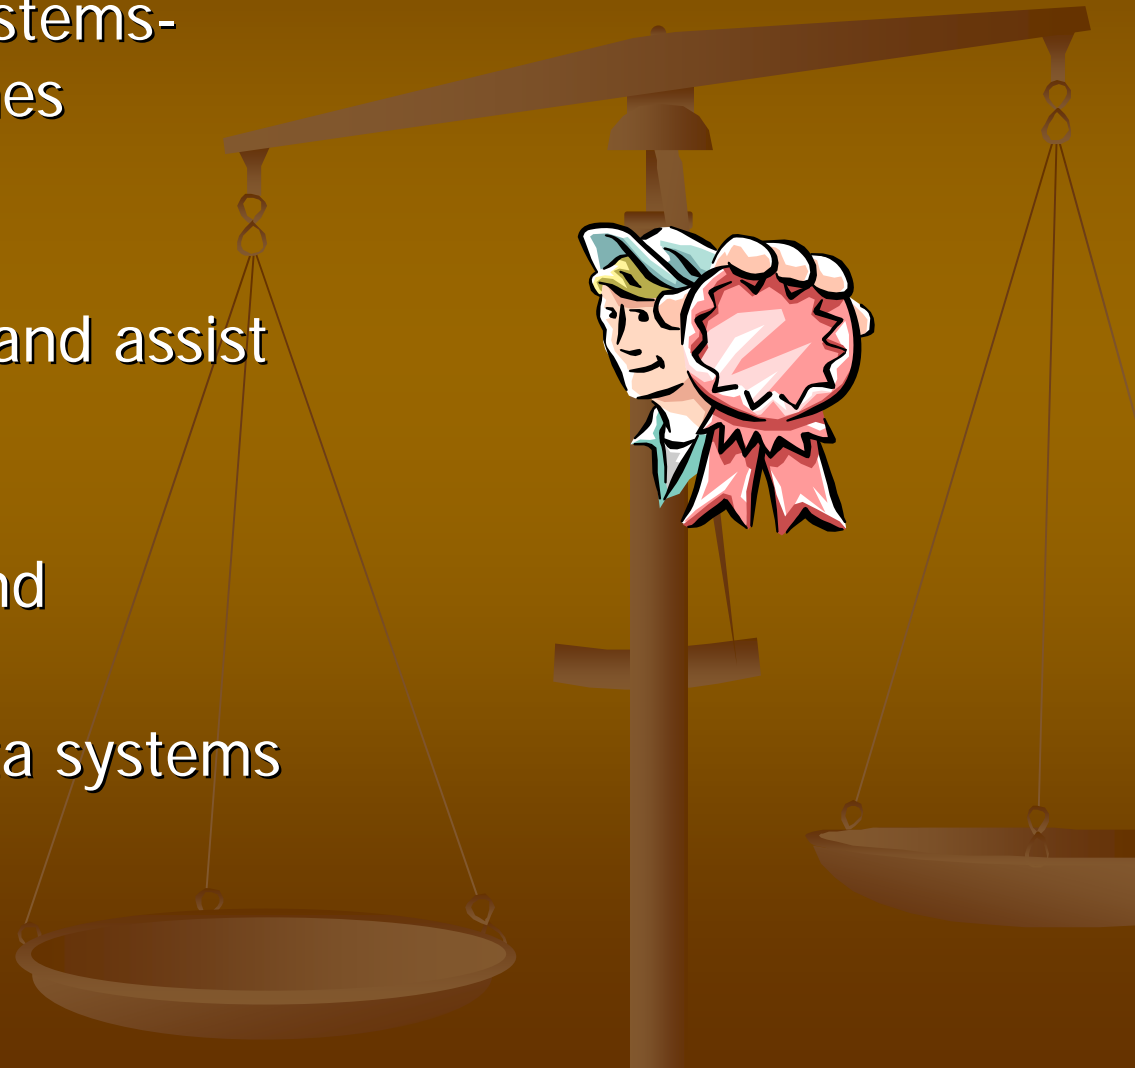 stems-
es
and assist
nd
a systems